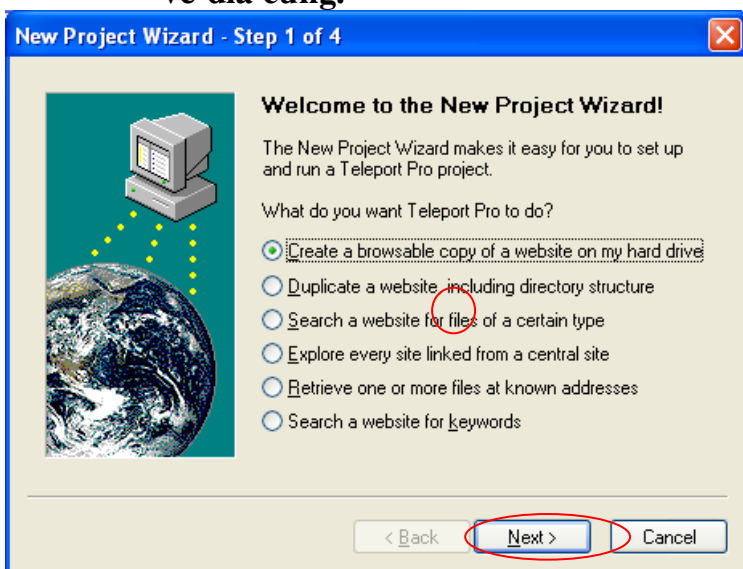 về đĩa cứng.
New Project Wizard - Step 1 of 4
Welcome to the New Project Wizard!
The New Project Wizard makes it easy for you to set up
and run a Teleport Pro project.
What do you want Teleport Pro to do?
Create a browsable copy of a website on my hard drive
Duplicate a website, including directory structure
Search a website for files of a certain type
Explore every site linked from a central site
Retrieve one or more files at known addresses
Search a website for keywords
< Back Next > Cancel